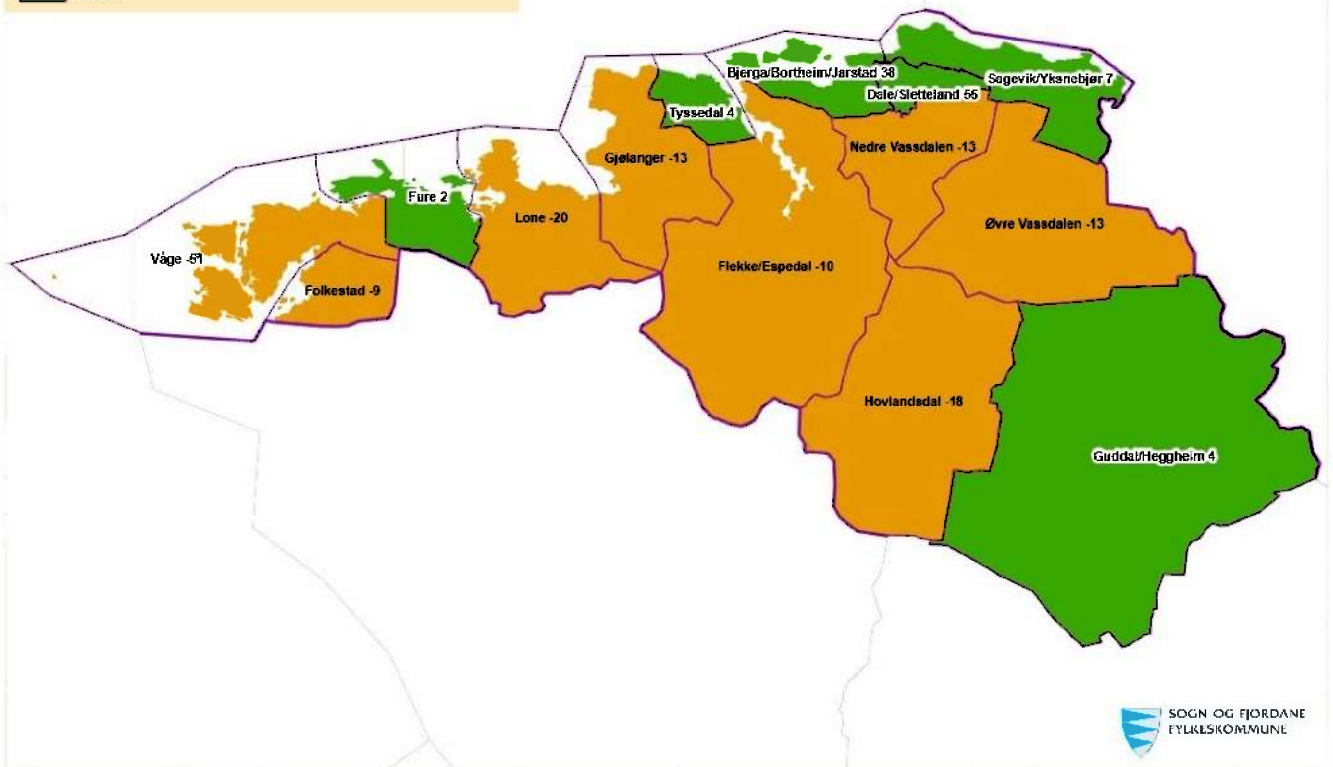 Sagevik/Yksnebjør 7
Bjerga/Bortheim/Jarstad 38
Dale/Sletteland 55
Tyssedal 4
Nedre Vassdalen -13
Gjølanger -13
Fure 2
Lone -20
Øvre Vassdalen -13
Våge -51
Flekke/Espedal -10
Folkestad -9
Hovlandsdal -18
Guddal/Heggheim 4
SOGN OG FJORDANE
FYLKESKOMMUNE